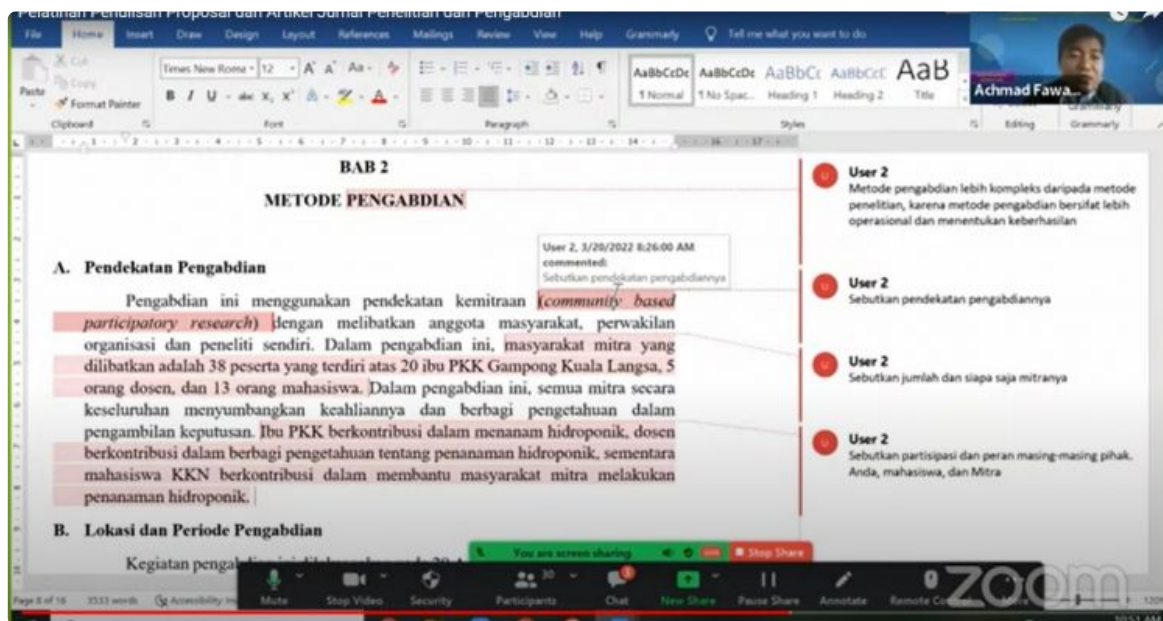 Pelatihan Penulisan Proposal dan Artikel Jurnal Penelitian dan Pengabdian
File Home Insert Draw Design Layout References Mailings Review View Help Grammarly Tell me what you want to do
Cut
Copy
Paste
Format Painter
Times New Roma 12
AaBbCcDc AaBbCcDc AaBbCc AaBbCcC AaB
1 Normal 1 No Spac... Heading 1 Heading 2 Title
Clipboard Font Paragraph Styles Editing Grammarly
Achmad Fawa...
BAB 2
METODE PENGABDIAN
A. Pendekatan Pengabdian
Pengabdian ini menggunakan pendekatan kemitraan (community based
participatory research) dengan melibatkan anggota masyarakat, perwakilan
organisasi dan peneliti sendiri. Dalam pengabdian ini, masyarakat mitra yang
dilibatkan adalah 38 peserta yang terdiri atas 20 ibu PKK Gampong Kuala Langsa, 5
orang dosen, dan 13 orang mahasiswa. Dalam pengabdian ini, semua mitra secara
keseluruhan menyumbangkan keahliannya dan berbagi pengetahuan dalam
pengambilan keputusan. Ibu PKK berkontribusi dalam menanam hidroponik, dosen
berkontribusi dalam berbagi pengetahuan tentang penanaman hidroponik, sementara
mahasiswa KKN berkontribusi dalam membantu masyarakat mitra melakukan
penanaman hidroponik.
B. Lokasi dan Periode Pengabdian
User 2, 3/20/2022 8:26:00 AM
commented:
Sebutkan pendekatan pengabdiannya
User 2
Metode pengabdian lebih kompleks daripada metode
penelitian, karena metode pengabdian bersifat lebih
operasional dan menentukan keberhasilan
User 2
Sebutkan pendekatan pengabdiannya
User 2
Sebutkan jumlah dan siapa saja mitranya
User 2
Sebutkan partisipasi dan peran masing-masing pihak.
Anda, mahasiswa, dan Mitra
You are screen sharing Stop Share
Mute Stop Video Security Participants 30 Chat New Share Pause Share Annotate Remote
Page 8 of 16 3533 words
zoom
10:51 AM